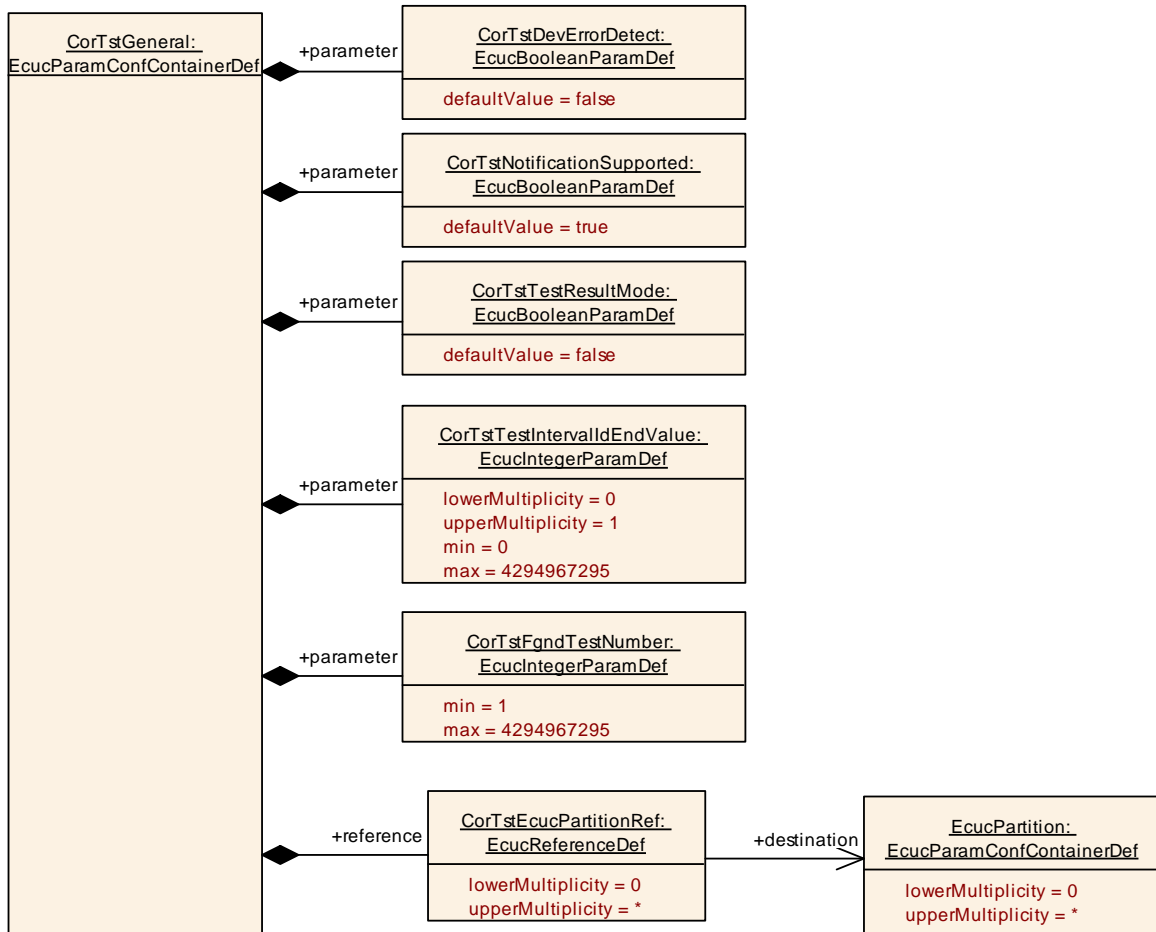 CorTstGeneral:
EcucParamConfContainerDef
+parameter
CorTstDevErrorDetect:
EcucBooleanParamDef
defaultValue = false
+parameter
CorTstNotificationSupported:
EcucBooleanParamDef
defaultValue = true
+parameter
CorTstTestResultMode:
EcucBooleanParamDef
defaultValue = false
+parameter
CorTstTestIntervalIdEndValue:
EcucIntegerParamDef
lowerMultiplicity = 0
upperMultiplicity = 1
min = 0
max = 4294967295
+parameter
CorTstFgndTestNumber:
EcucIntegerParamDef
min = 1
max = 4294967295
+reference
CorTstEcucPartitionRef:
EcucReferenceDef
lowerMultiplicity = 0
upperMultiplicity = *
+destination
EcucPartition:
EcucParamConfContainerDef
lowerMultiplicity = 0
upperMultiplicity = *